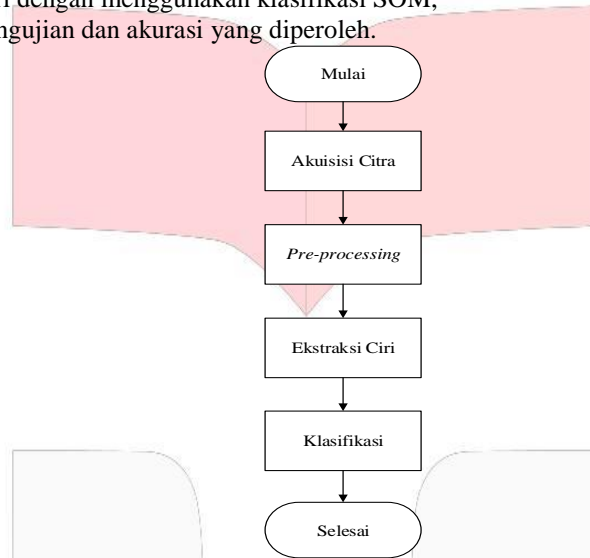 dengan menggunakan klasifikasi SOM,
ngujian dan akurasi yang diperoleh.
Mulai
Akuisisi Citra
Pre-processing
Ekstraksi Ciri
Klasifikasi
Selesai